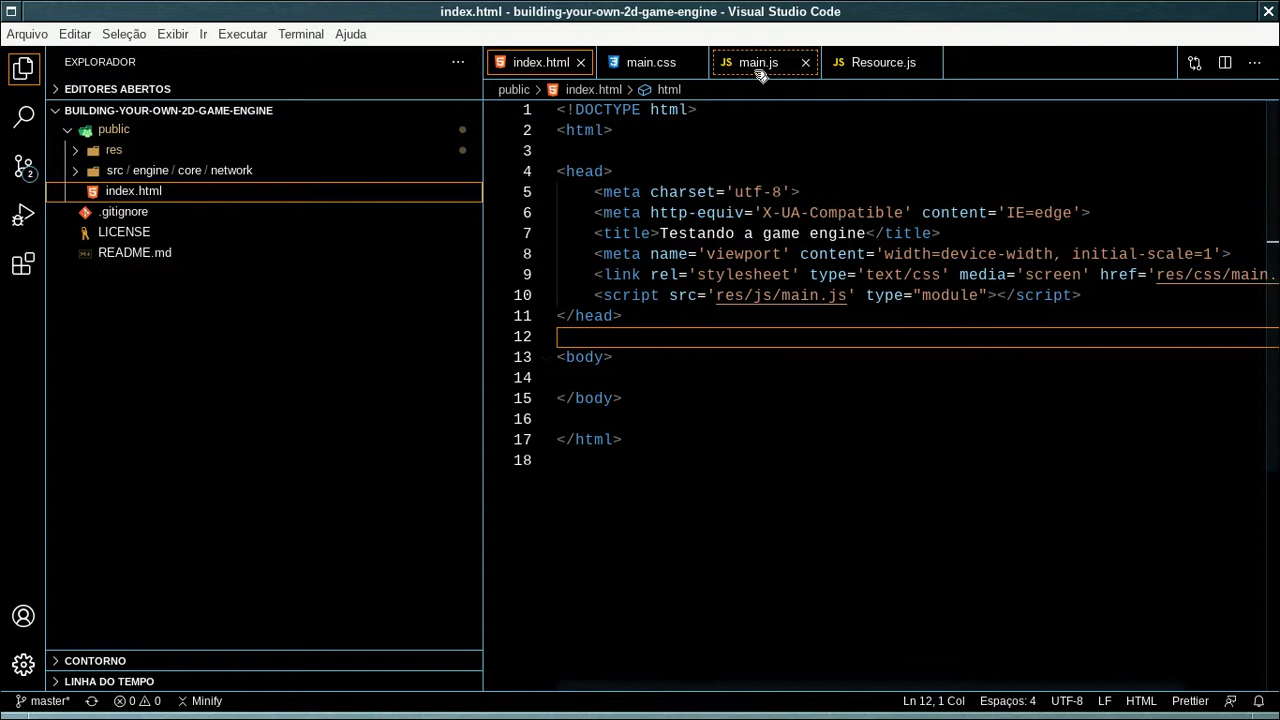 index.html - building-your-own-2d-game-engine - Visual Studio Code
Arquivo Editar Seleção Exibir Ir Executar Terminal Ajuda
EXPLORADOR
EDITORES ABERTOS
BUILDING-YOUR-OWN-2D-GAME-ENGINE
public
res
src / engine / core / network
index.html
.gitignore
LICENSE
README.md
CONTORNO
LINHA DO TEMPO
index.html main.css JS main.js JS Resource.js
public > index.html > html
1 <!DOCTYPE html>
2 <html>
3
4 <head>
5 <meta charset='utf-8'>
6 <meta http-equiv='X-UA-Compatible' content='IE=edge'>
7 <title>Testando a game engine</title>
8 <meta name='viewport' content='width=device-width, initial-scale=1'>
9 <link rel='stylesheet' type='text/css' media='screen' href='res/css/main.
10 <script src='res/js/main.js' type="module"></script>
11 </head>
12
13 <body>
14
15 </body>
16
17 </html>
18
2
master* 0 0 Minify Ln 12, 1 Col Espaços: 4 UTF-8 LF HTML Prettier